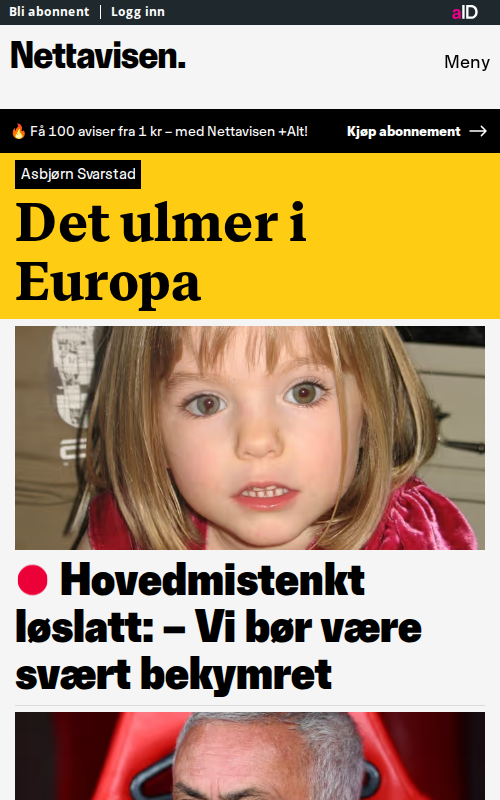 Bli abonnent | Logg inn
aID
Nettavisen.
Meny
🔥 Få 100 aviser fra 1 kr – med Nettavisen +Alt!
Kjøp abonnement →
Asbjørn Svarstad
Det ulmer i
Europa
Hovedmistenkt
løslatt: – Vi bør være
svært bekymret